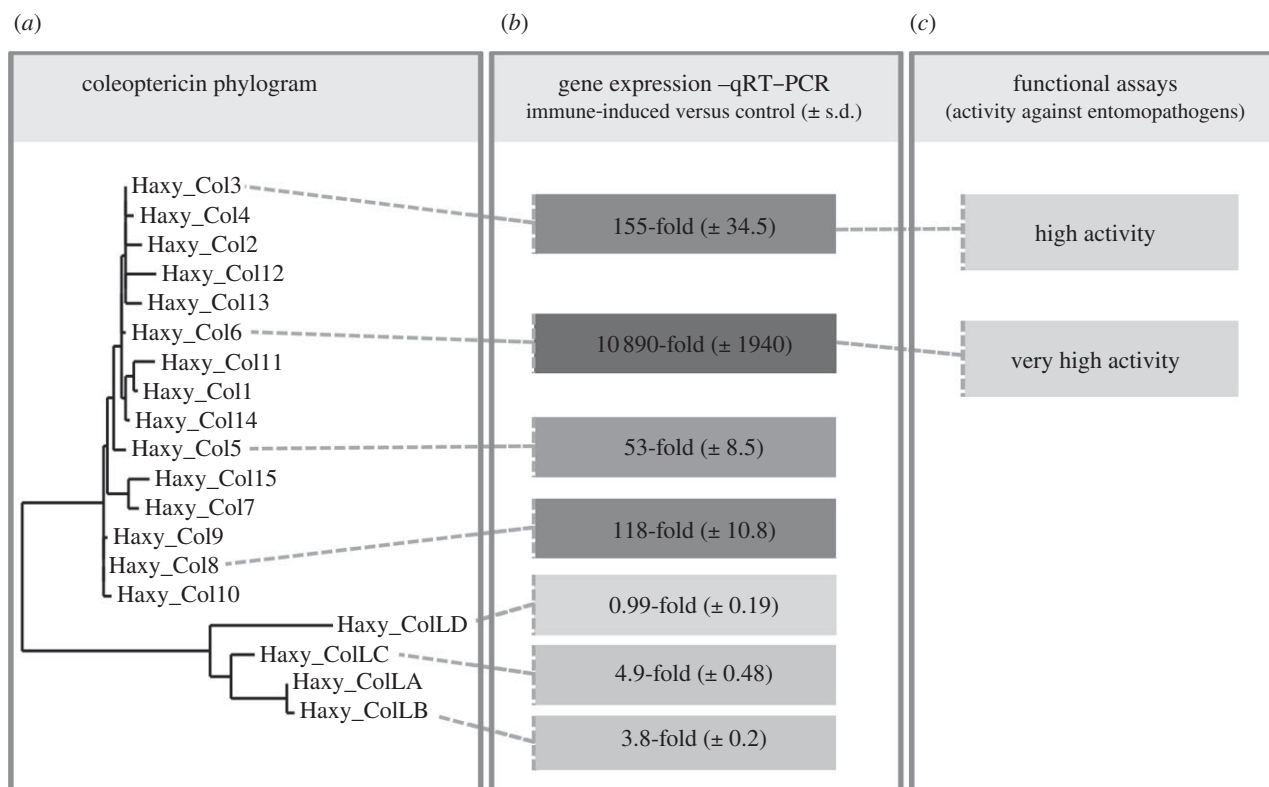 (a)
coleoptericin phylogram
Haxy_Col3
Haxy_Col4
Haxy_Col2
Haxy_Col12
Haxy_Col13
Haxy_Col6
Haxy_Col11
Haxy_Col1
Haxy_Col14
Haxy_Col5
Haxy_Col15
Haxy_Col7
Haxy_Col9
Haxy_Col8
Haxy_Col10
Haxy_ColLD
Haxy_ColLC
Haxy_ColLA
Haxy_ColLB
(b)
gene expression –qRT–PCR
immune-induced versus control (± s.d.)
155-fold (± 34.5)
10 890-fold (± 1940)
53-fold (± 8.5)
118-fold (± 10.8)
0.99-fold (± 0.19)
4.9-fold (± 0.48)
3.8-fold (± 0.2)
(c)
functional assays
(activity against entomopathogens)
high activity
very high activity